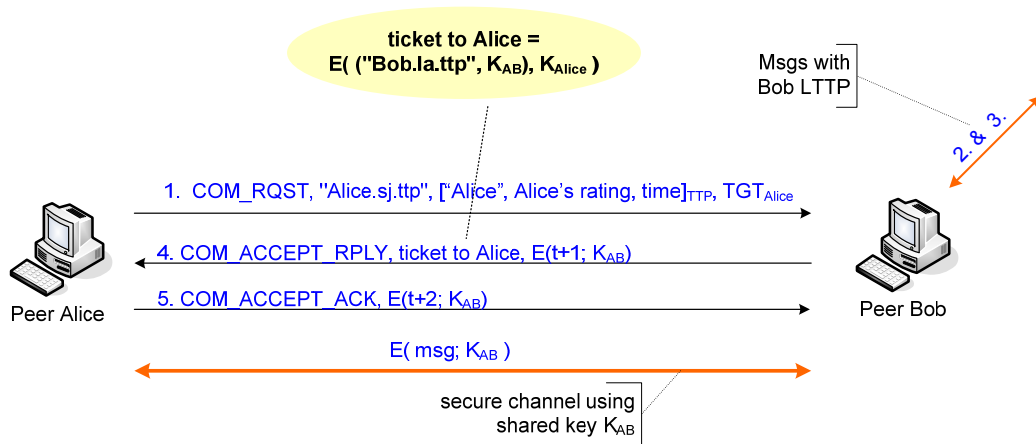 ticket to Alice =
E( ("Bob.la.ttp", KAB), KAlice )
Msgs with
Bob LTTP
2. & 3.
1. COM_RQST, "Alice.sj.ttp", [“Alice”, Alice’s rating, time]TTP, TGTAlice
4. COM_ACCEPT_RPLY, ticket to Alice, E(t+1; KAB)
5. COM_ACCEPT_ACK, E(t+2; KAB)
Peer Alice
Peer Bob
E( msg; KAB )
secure channel using
shared key KAB